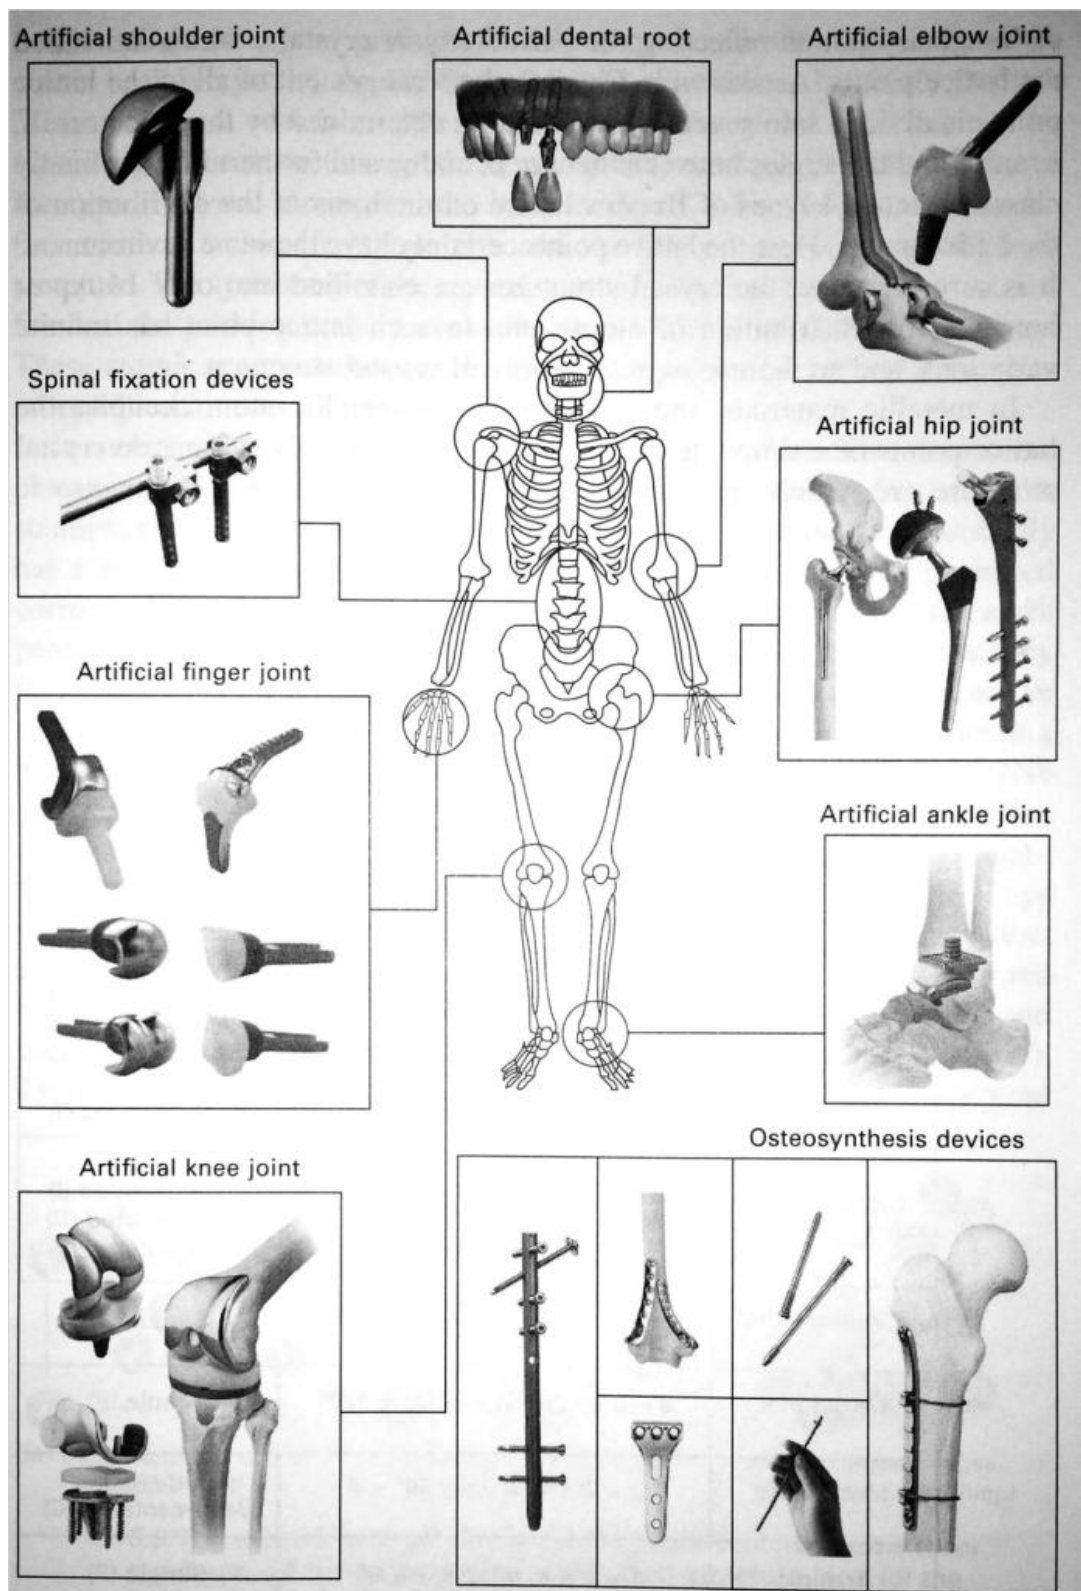 Artificial shoulder joint
Artificial dental root
Artificial elbow joint
Spinal fixation devices
Artificial hip joint
Artificial finger joint
Artificial ankle joint
Artificial knee joint
Osteosynthesis devices